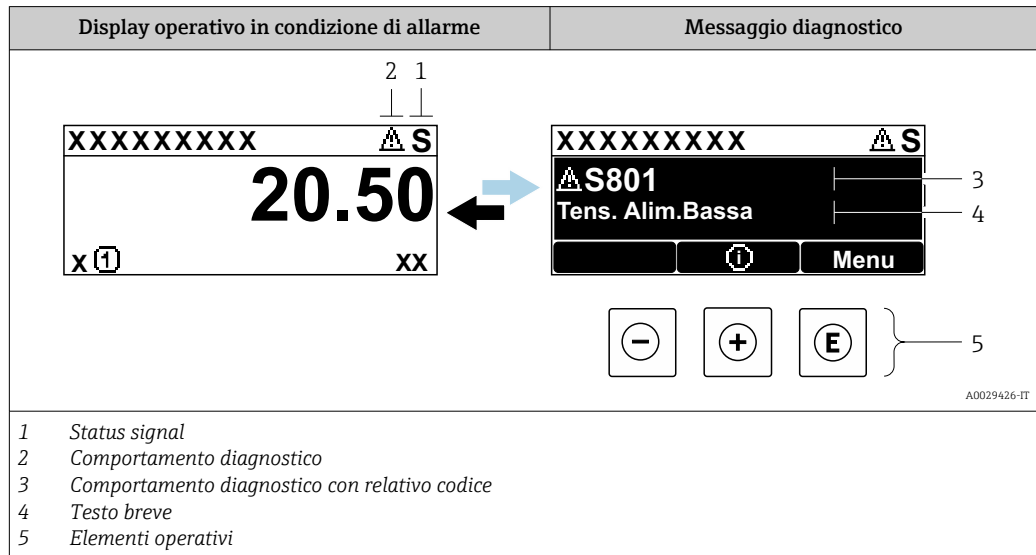 Display operativo in condizione di allarme
Messaggio diagnostico
2 1
XXXXXXXXX S
20.50
X 1 XX
XXXXXXXXX S
S801
Tens. Alim.Bassa
i Menu
3
4
- + E
5
A0029426-IT
1 Status signal
2 Comportamento diagnostico
3 Comportamento diagnostico con relativo codice
4 Testo breve
5 Elementi operativi